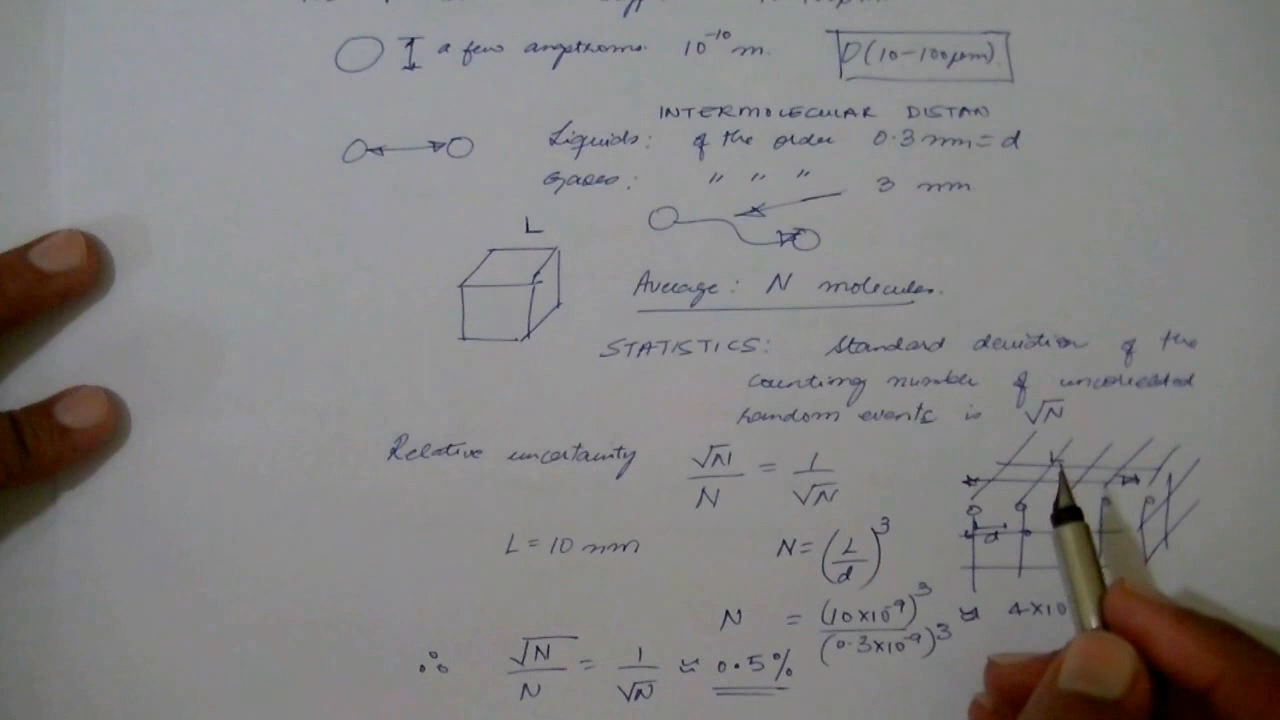 a few angstroms 10⁻¹⁰ m. O(10-100μm)
INTERMOLECULAR DISTAN
Liquids: of the order 0.3 nm = d
Gases: " " " 3 nm
L
Average: N molecules.
STATISTICS: Standard deviation of the
counting number of uncorrelated
random events is √N
Relative uncertainty √N/N = 1/√N
L
d
L = 10 nm N = (L/d)³
N = (10×10⁻⁹)³/(0.3×10⁻⁹)³ ≈ 4×10
∴ √N/N = 1/√N ≈ 0.5%